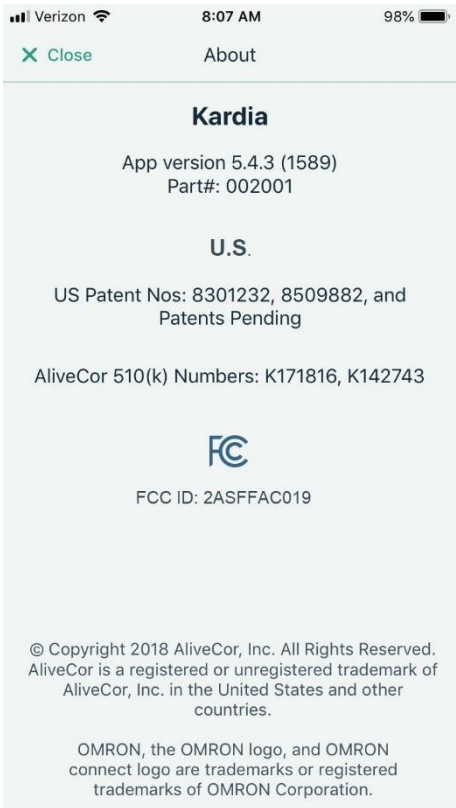 Verizon 8:07 AM 98%
Close About
Kardia
App version 5.4.3 (1589)
Part#: 002001
U.S.
US Patent Nos: 8301232, 8509882, and
Patents Pending
AliveCor 510(k) Numbers: K171816, K142743
FCC
FCC ID: 2ASFFAC019
© Copyright 2018 AliveCor, Inc. All Rights Reserved.
AliveCor is a registered or unregistered trademark of
AliveCor, Inc. in the United States and other
countries.
OMRON, the OMRON logo, and OMRON
connect logo are trademarks or registered
trademarks of OMRON Corporation.